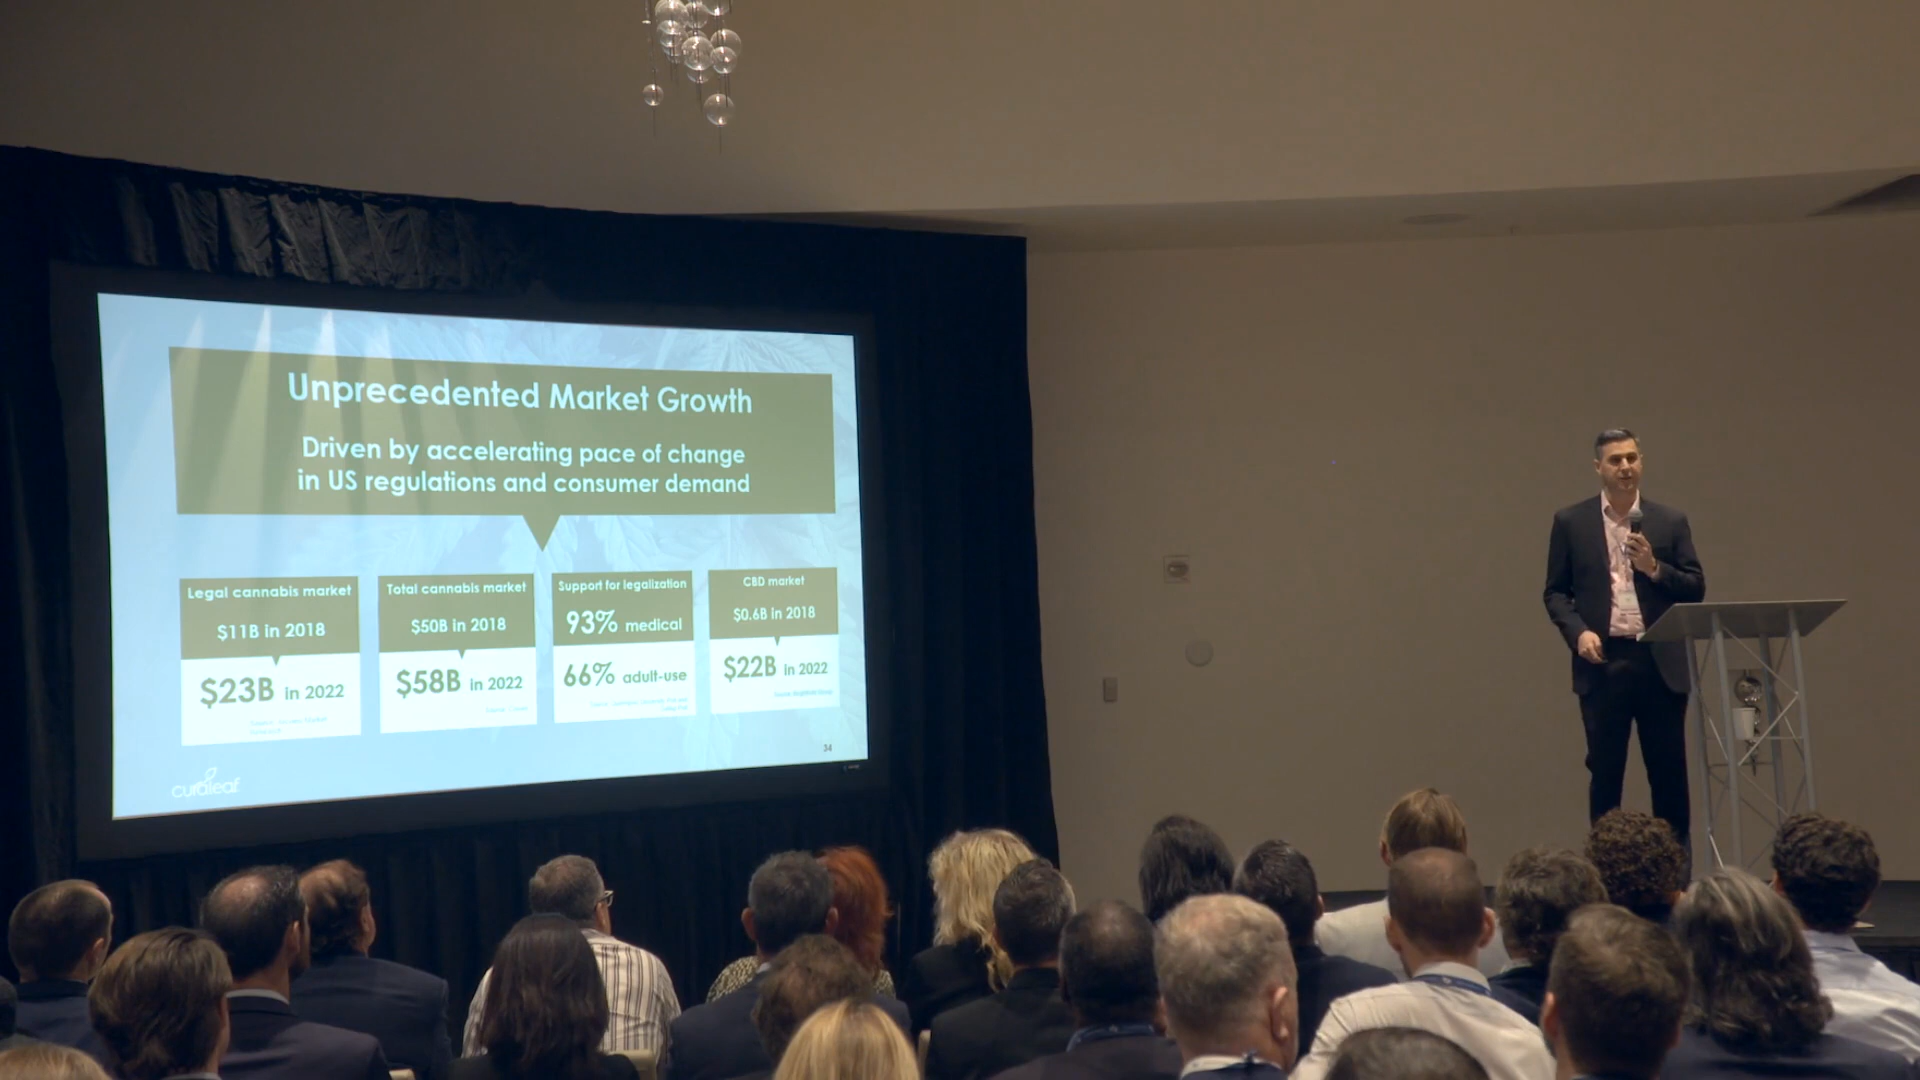 Unprecedented Market Growth
Driven by accelerating pace of change
in US regulations and consumer demand
Legal cannabis market
$11B in 2018
$23B in 2022
Total cannabis market
$50B in 2018
$58B in 2022
Support for legalization
93% medical
66% adult-use
CBD market
$0.6B in 2018
$22B in 2022
34
curaleaf